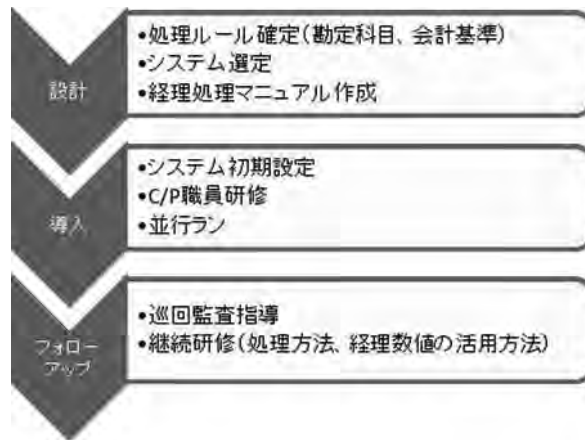 設計
•処理ルール確定(勘定科目、会計基準)
•システム選定
•経理処理マニュアル作成
導入
•システム初期設定
•C/P職員研修
•並行ラン
フォロー
アップ
•巡回監査指導
•継続研修(処理方法、経理数値の活用方法)